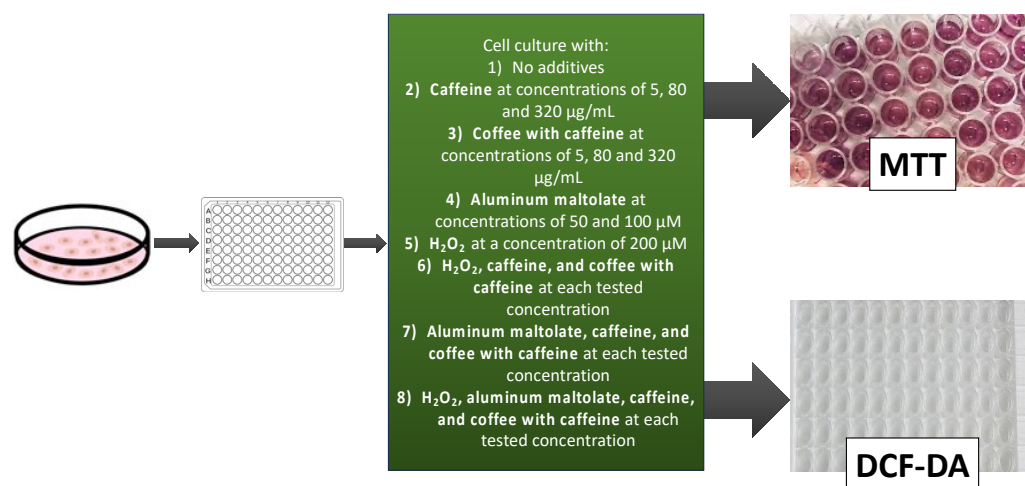 Cell culture with:
1) No additives
2) Caffeine at concentrations of 5, 80
and 320 µg/mL
3) Coffee with caffeine at
concentrations of 5, 80 and 320
µg/mL
4) Aluminum maltolate at
concentrations of 50 and 100 µM
5) H₂O₂ at a concentration of 200 µM
6) H₂O₂, caffeine, and coffee with
caffeine at each tested
concentration
7) Aluminum maltolate, caffeine, and
coffee with caffeine at each tested
concentration
8) H₂O₂, aluminum maltolate, caffeine,
and coffee with caffeine at each
tested concentration
A
B
C
D
E
F
G
H
MTT
DCF-DA